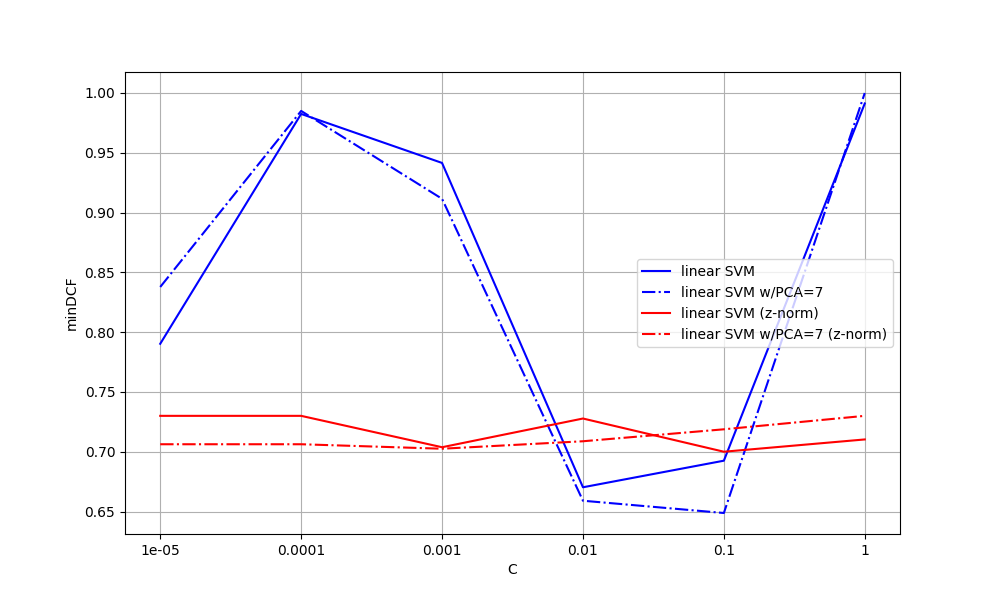 1.00
0.95
0.90
0.85
0.80
0.75
0.70
0.65
minDCF
linear SVM
linear SVM w/PCA=7
linear SVM (z-norm)
linear SVM w/PCA=7 (z-norm)
1e-05 0.0001 0.001 0.01 0.1 1
C